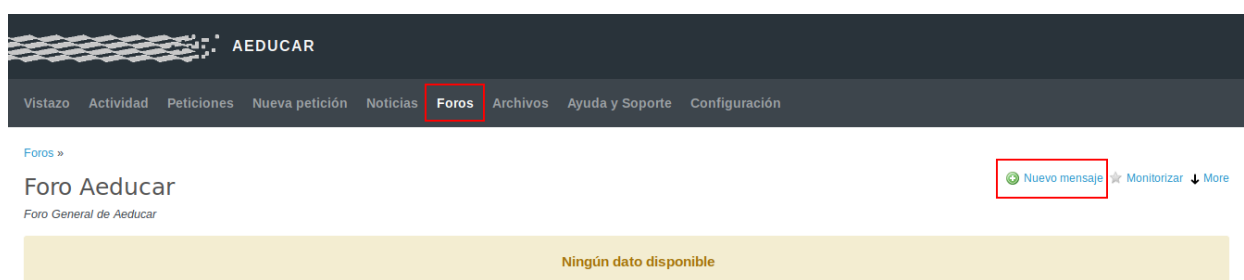 AEDUCAR
Vistazo Actividad Peticiones Nueva petición Noticias Foros Archivos Ayuda y Soporte Configuración
Foros »
Nuevo mensaje Monitorizar More
Foro Aeducar
Foro General de Aeducar
Ningún dato disponible